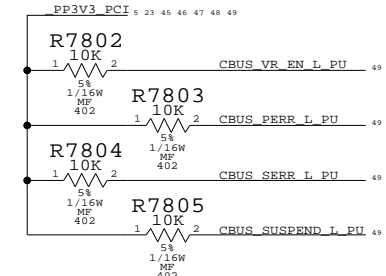 _PP3V3_PCI 5 23 45 46 47 48 49
R7802
10K
1 2 CBUS_VR_EN_L_PU 49
5%
1/16W
MF
402
R7803
10K
1 2 CBUS_PERR_L_PU 49
5%
1/16W
MF
402
R7804
10K
1 2 CBUS_SERR_L_PU 49
5%
1/16W
MF
402
R7805
10K
1 2 CBUS_SUSPEND_L_PU 49
5%
1/16W
MF
402